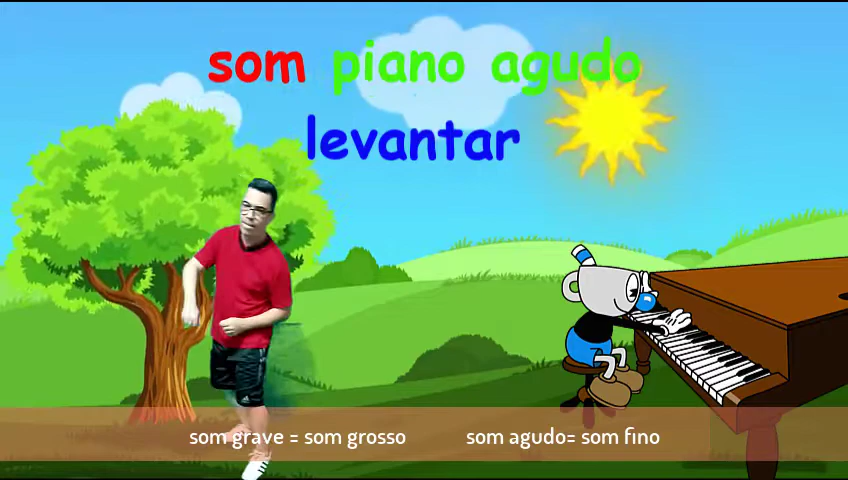 som piano agudo
levantar
som grave = som grosso som agudo= som fino